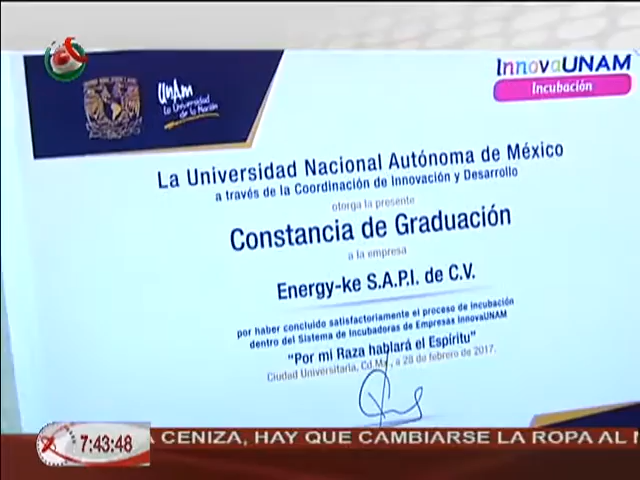 InnovaUNAM
Incubación
UNAM
La Universidad
de la Nación
La Universidad Nacional Autónoma de México
a través de la Coordinación de Innovación y Desarrollo
otorga la presente
Constancia de Graduación
a la empresa
Energy-ke S.A.P.I. de C.V.
por haber concluido satisfactoriamente el proceso de incubación
dentro del Sistema de Incubadoras de Empresas InnovaUNAM
"Por mi Raza hablará el Espíritu"
Ciudad Universitaria, Cd.Mx., a 28 de febrero de 2017.
7:43:48
CENIZA, HAY QUE CAMBIARSE LA ROPA AL